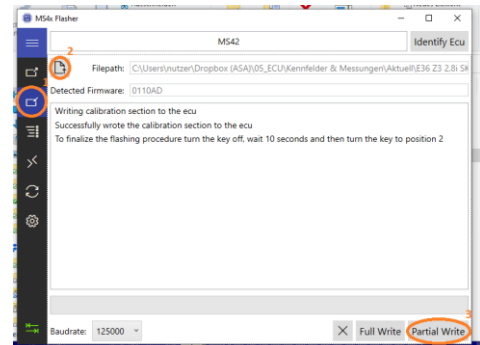 MS4x Flasher
MS42
Identify Ecu
2
Filepath: C:\Users\nutzer\Dropbox (ASA)\05_ECU\Kennfelder & Messungen\Aktuell\E36 Z3 2.8i
1
Detected Firmware: 0110AD
Writing calibration section to the ecu
Successfully wrote the calibration section to the ecu
To finalize the flashing procedure turn the key off, wait 10 seconds and then turn the key to position 2
3
Baudrate: 125000
Full Write
Partial Write